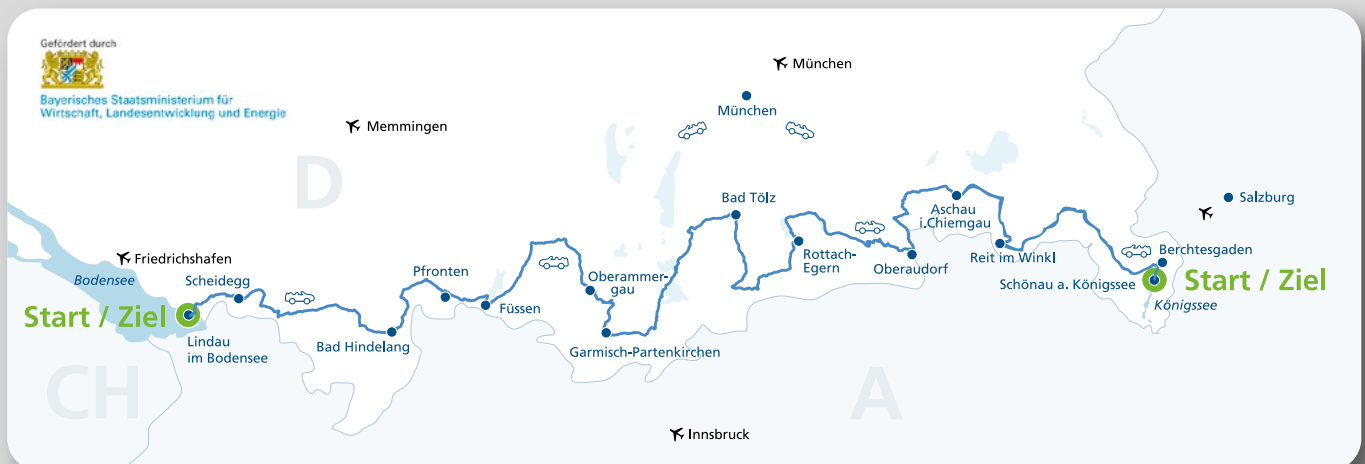 Gefördert durch
Bayerisches Staatsministerium für
Wirtschaft, Landesentwicklung und Energie
München
München
Memmingen
D
Bad Tölz
Salzburg
Aschau
i.Chiemgau
Friedrichshafen
Bodensee
Scheidegg
Pfronten
Oberammer-
gau
Rottach-
Egern
Oberaudorf
Reit im Winkl
Berchtesgaden
Schönau a. Königssee
Start / Ziel
Königssee
Füssen
Start / Ziel
Lindau
im Bodensee
Bad Hindelang
Garmisch-Partenkirchen
CH
A
Innsbruck